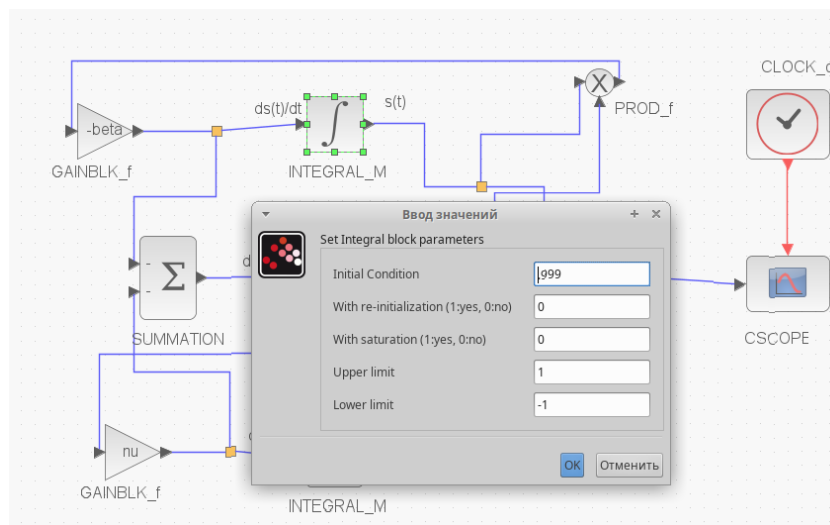 CLOCK_c
ds(t)/dt
s(t)
-beta
PROD_f
GAINBLK_f
INTEGRAL_M
Ввод значений
Set Integral block parameters
Initial Condition
.999
With re-initialization (1:yes, 0:no)
0
With saturation (1:yes, 0:no)
0
Upper limit
1
Lower limit
-1
OK
Отменить
-
-
Σ
d
SUMMATION
CSCOPE
nu
GAINBLK_f
INTEGRAL_M